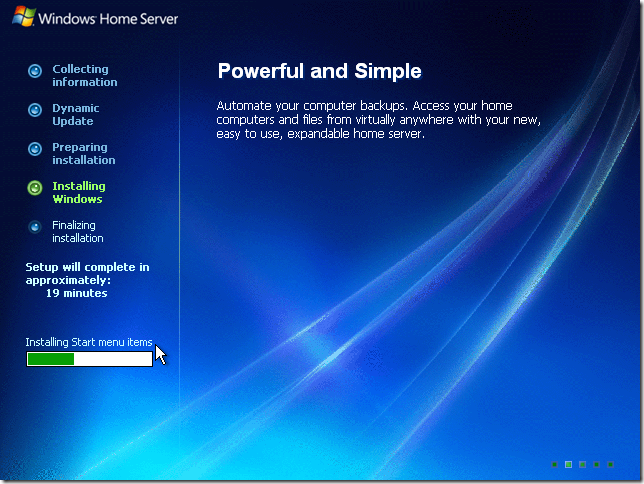 Windows Home Server
Collecting
information
Dynamic
Update
Preparing
installation
Installing
Windows
Finalizing
installation
Setup will complete in
approximately:
19 minutes
Installing Start menu items
Powerful and Simple
Automate your computer backups. Access your home
computers and files from virtually anywhere with your new,
easy to use, expandable home server.